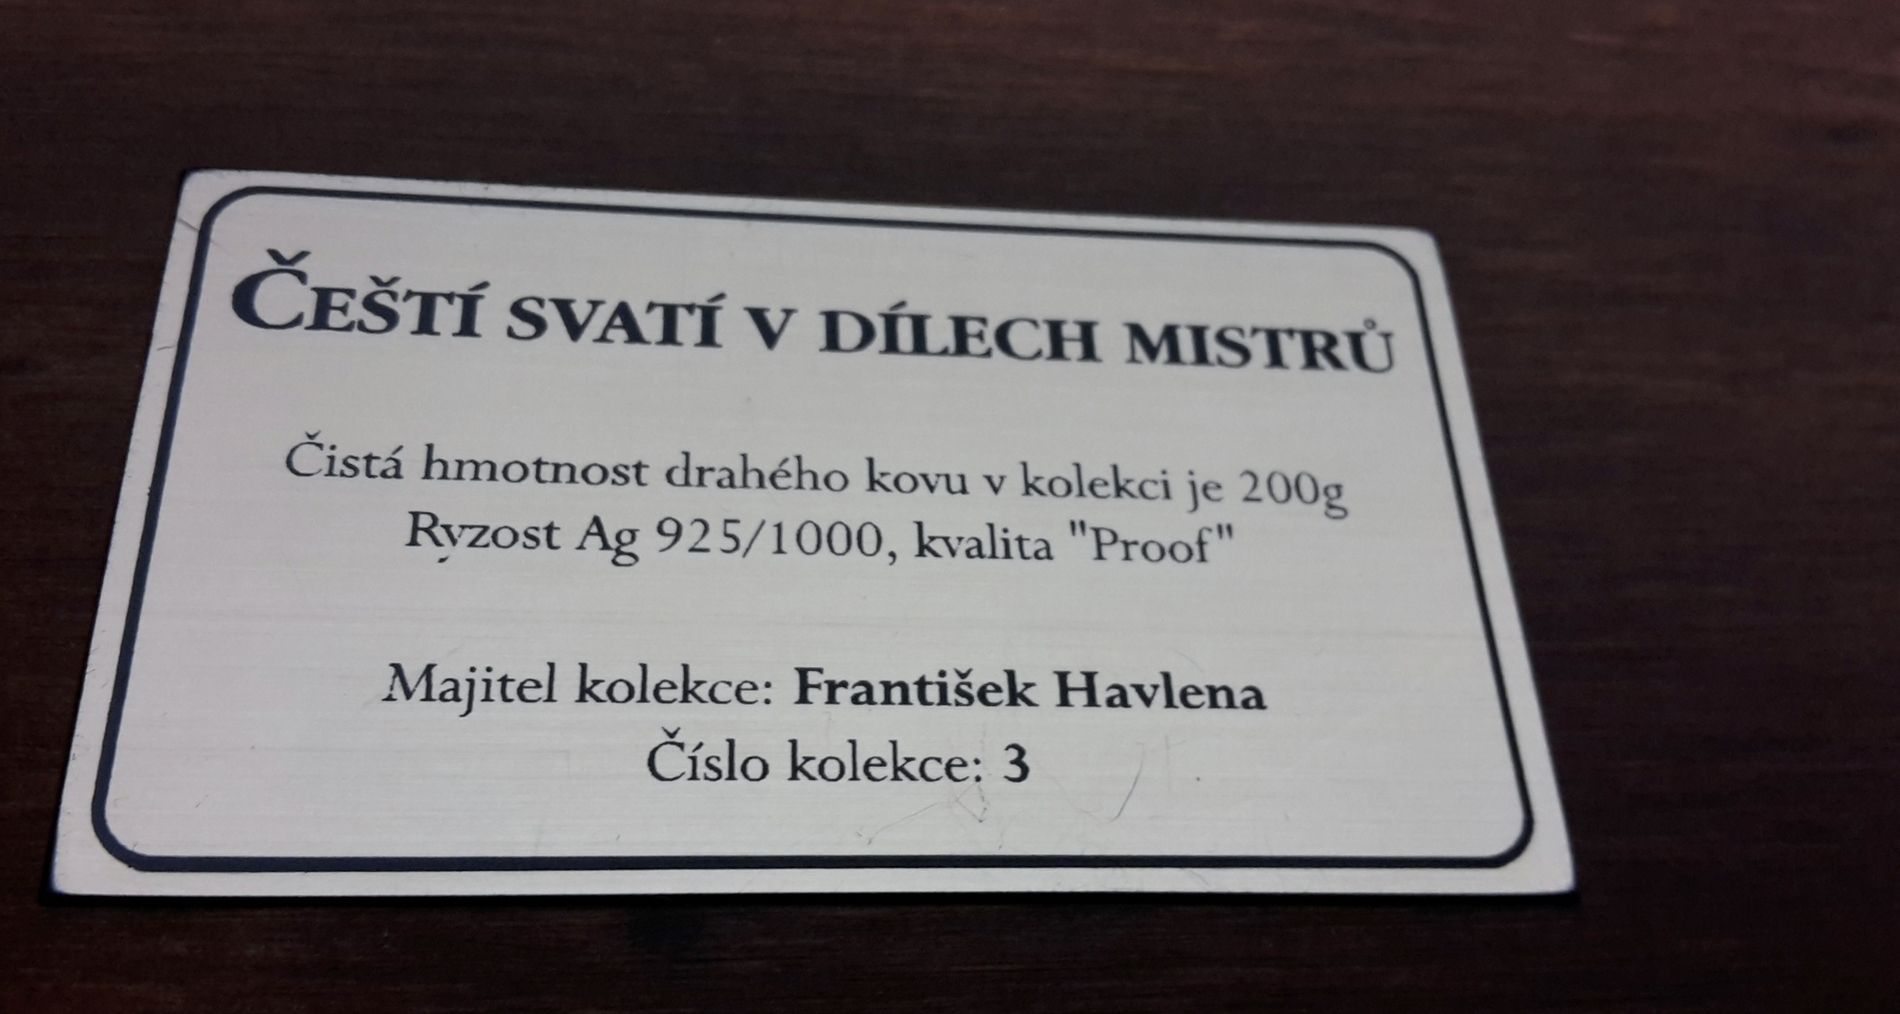 ČEŠTÍ SVATÍ V DÍLECH MISTRŮ
Čistá hmotnost drahého kovu v kolekci je 200g
Ryzost Ag 925/1000, kvalita "Proof"
Majitel kolekce: František Havlena
Číslo kolekce: 3